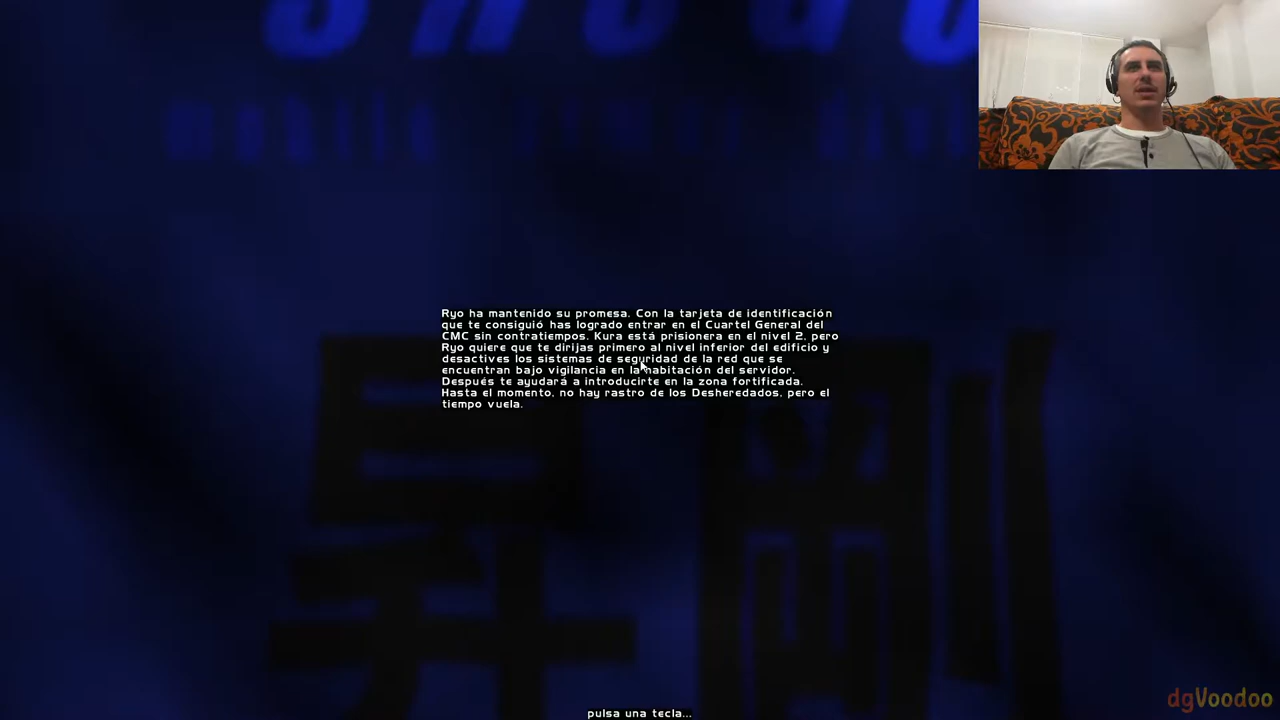 Ryo ha mantenido su promesa. Con la tarjeta de identificación
que te consiguió has logrado entrar en el Cuartel General del
CMC sin contratiempos. Kura está prisionera en el nivel 2, pero
Ryo quiere que te dirijas primero al nivel inferior del edificio y
desactives los sistemas de seguridad de la red que se
encuentran bajo vigilancia en la habitación del servidor.
Después te ayudará a introducirte en la zona fortificada.
Hasta el momento, no hay rastro de los Desheredados, pero el
tiempo vuela.
pulsa una tecla...
dgVoodoo